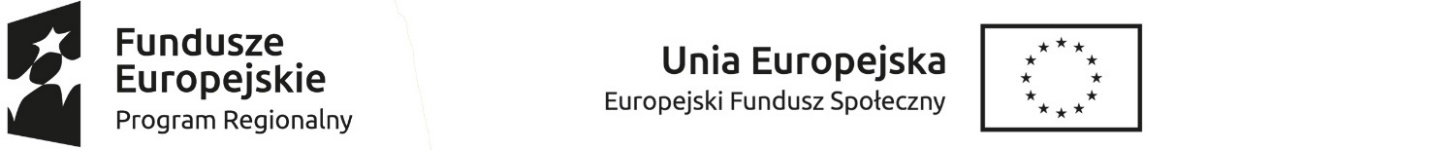 Fundusze
Europejskie
Program Regionalny
Unia Europejska
Europejski Fundusz Społeczny